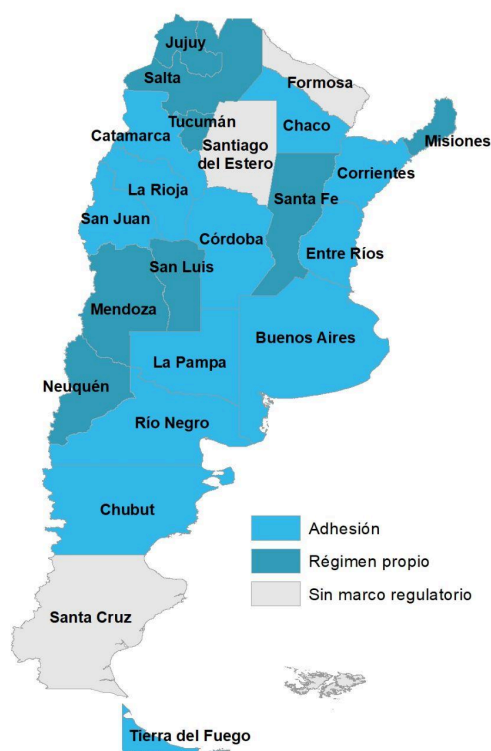 Jujuy
Salta
Formosa
Tucumán
Chaco
Catamarca
Santiago
del Estero
Misiones
Corrientes
La Rioja
Santa Fe
San Juan
Córdoba
Entre Ríos
San Luis
Mendoza
Buenos Aires
La Pampa
Neuquén
Río Negro
Chubut
Adhesión
Régimen propio
Sin marco regulatorio
Santa Cruz
Tierra del Fuego